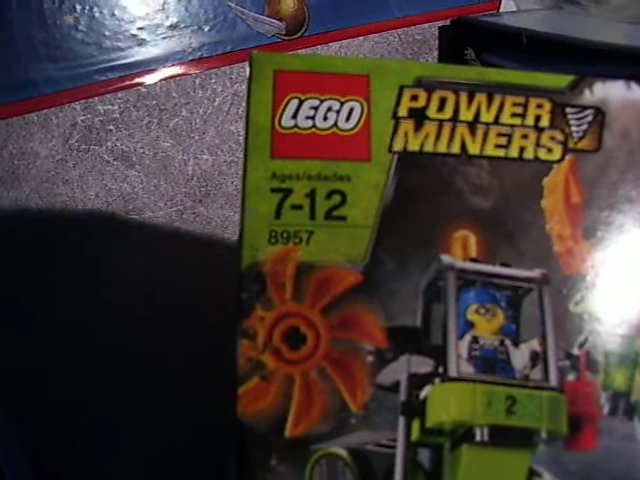 LEGO
POWER
MINERS
Ages/edades
7-12
8957
2